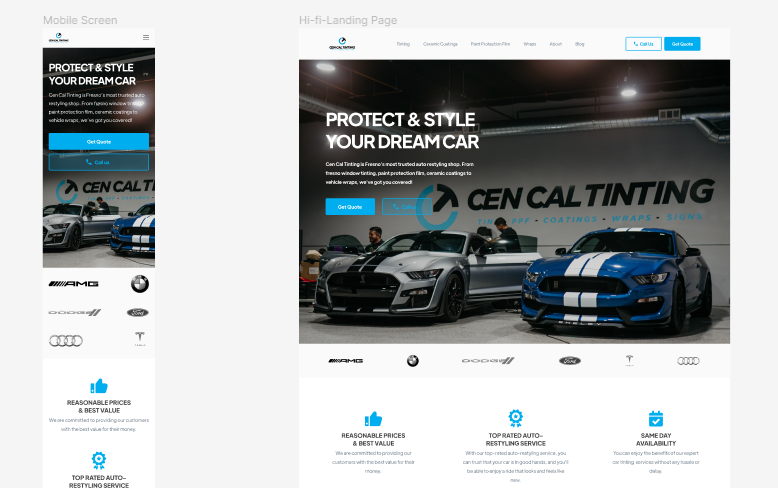 Mobile Screen
CEN CAL TINTING
PROTECT & STYLE
YOUR DREAM CAR
Cen Cal Tinting is Fresno's most trusted auto
restyling shop. From fresno window tinting,
paint protection film, ceramic coatings to
vehicle wraps, we've got you covered!
Get Quote
Call us
CEN CAL TINTING
AMG
DODGE
Ford
TESLA
REASONABLE PRICES
& BEST VALUE
We are committed to providing our customers
with the best value for their money.
TOP RATED AUTO-
RESTYLING SERVICE
Hi-fi-Landing Page
CEN CAL TINTING
Tinting Ceramic Coatings Paint Protection Film Wraps About Blog
Call Us Get Quote
PROTECT & STYLE
YOUR DREAM CAR
Cen Cal Tinting is Fresno's most trusted auto restyling shop. From
fresno window tinting, paint protection film, ceramic coatings to
vehicle wraps, we've got you covered!
Get Quote
CEN CAL TINTING
TINT - PPF - COATINGS - WRAPS - SIGNS
AMG DODGE Ford
REASONABLE PRICES
& BEST VALUE
We are committed to providing our
customers with the best value for their
money.
TOP RATED AUTO-
RESTYLING SERVICE
With our top-rated auto-restyling service, you
can trust that your car is in good hands, and you'll
be able to enjoy a ride that looks and feels like
new.
SAME DAY
AVAILABILITY
You can enjoy the benefits of our expert
car tinting services without any hassle or
delay.